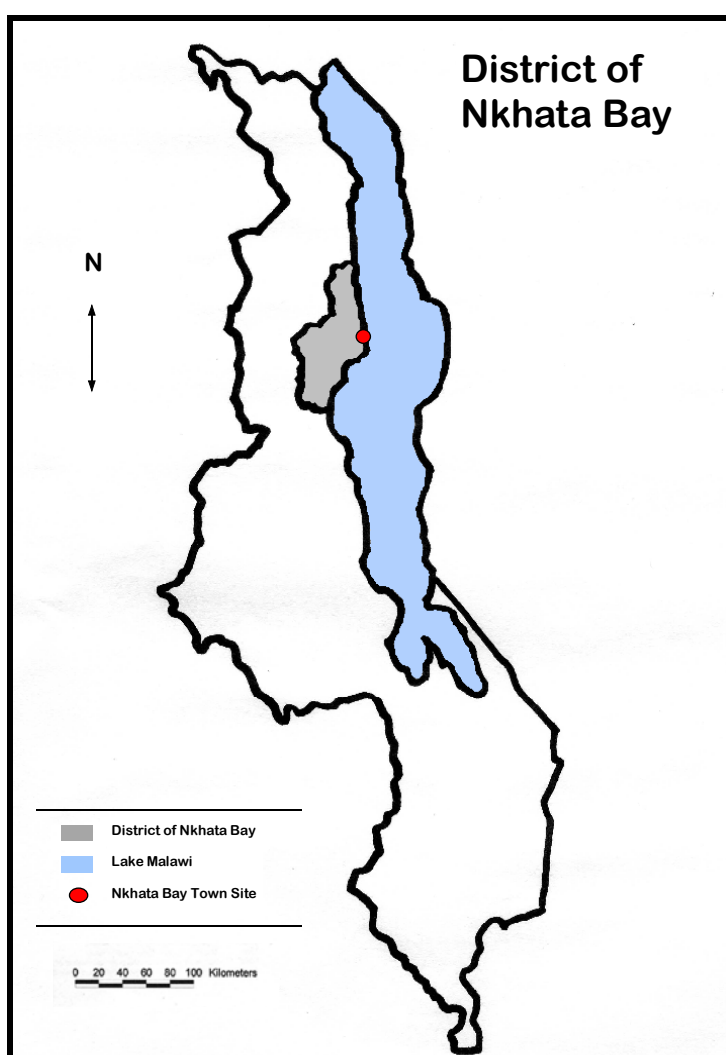 District of
Nkhata Bay
N
District of Nkhata Bay
Lake Malawi
Nkhata Bay Town Site
0 20 40 60 80 100 Kilometers